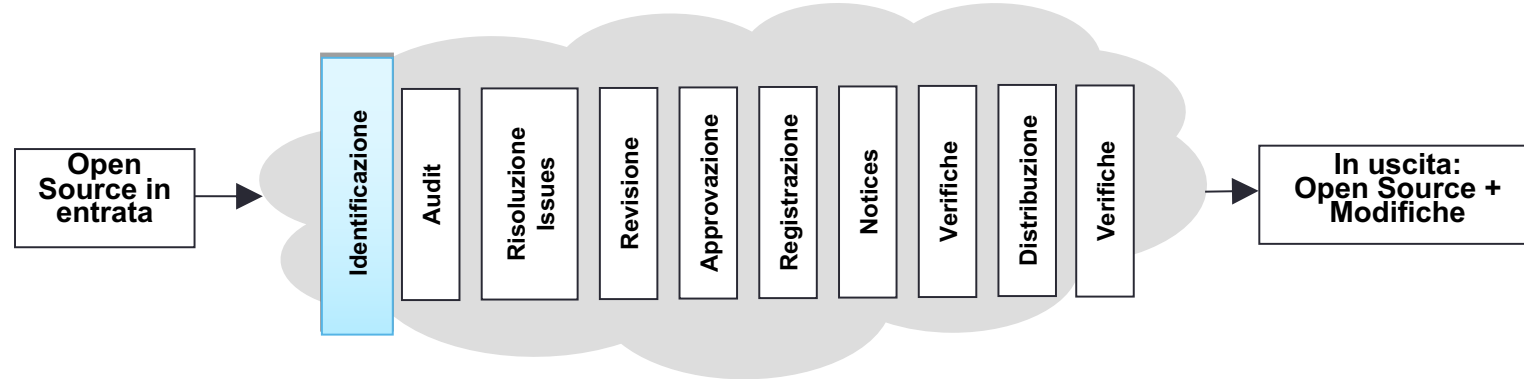 Open
Source in
entrata
Identificazione
Audit
Risoluzione
Issues
Revisione
Approvazione
Registrazione
Notices
Verifiche
Distribuzione
Verifiche
In uscita:
Open Source +
Modifiche